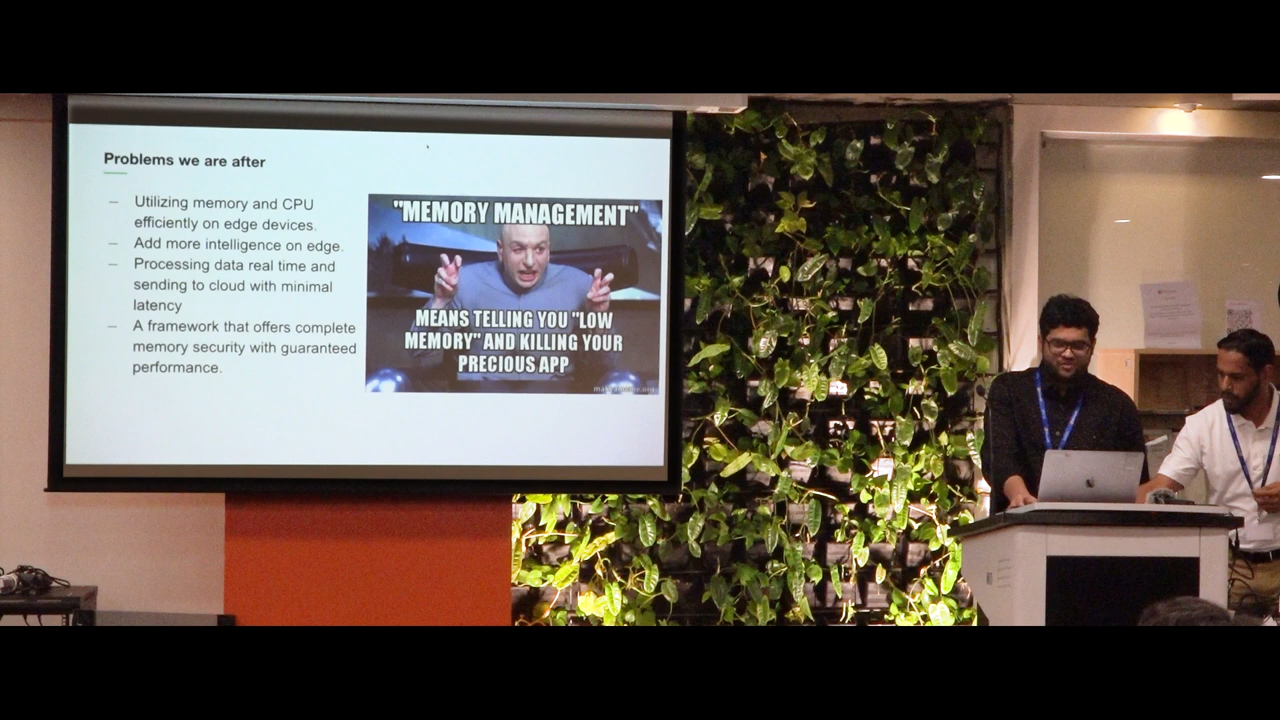 Problems we are after
– Utilizing memory and CPU
efficiently on edge devices.
– Add more intelligence on edge.
– Processing data real time and
sending to cloud with minimal
latency
– A framework that offers complete
memory security with guaranteed
performance.
"MEMORY MANAGEMENT"
MEANS TELLING YOU "LOW
MEMORY" AND KILLING YOUR
PRECIOUS APP